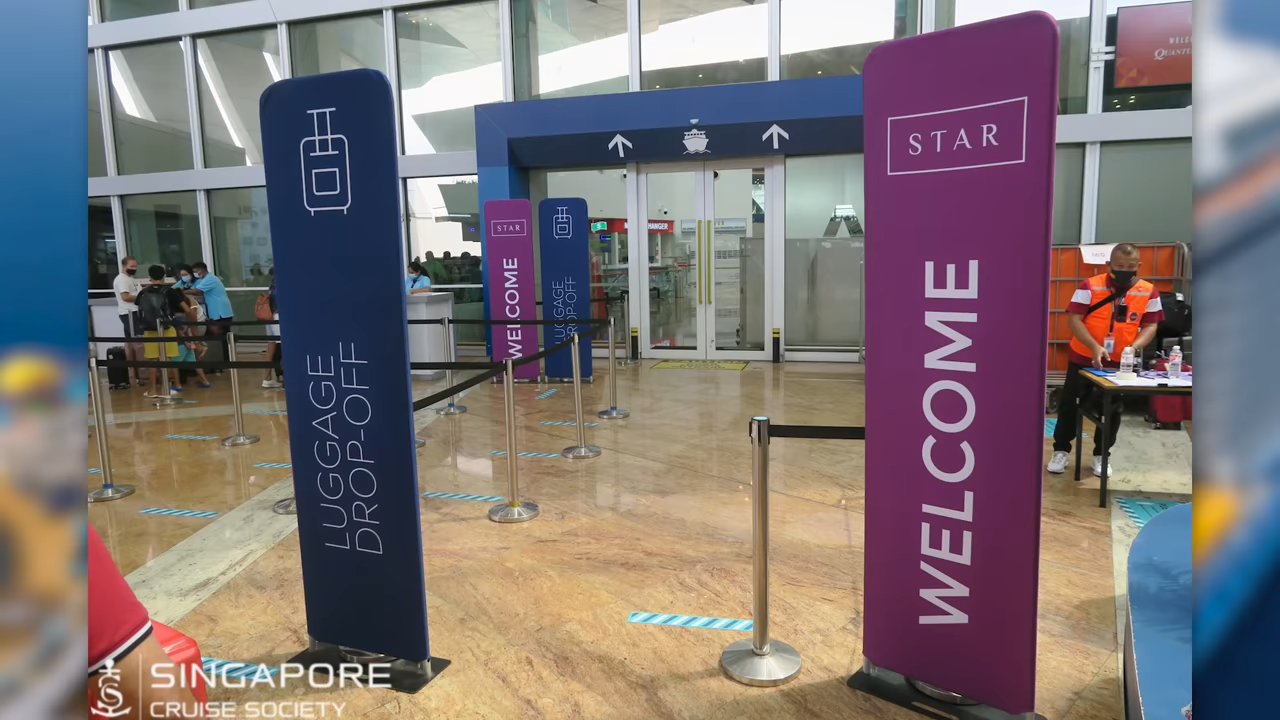 LUGGAGE
DROP-OFF
STAR
WELCOME
STAR
WELCOME
LUGGAGE
DROP-OFF
SINGAPORE
CRUISE SOCIETY